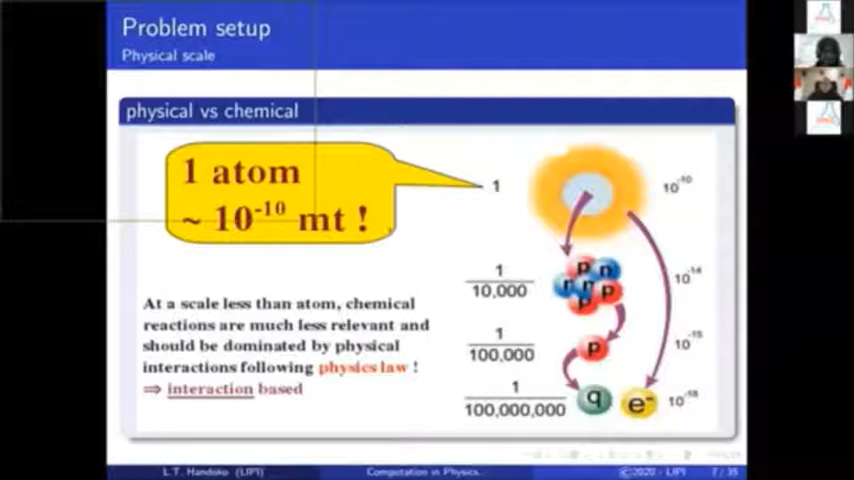 Problem setup
Physical scale
physical vs chemical
1 atom
~ 10⁻¹⁰ mt !
1
10⁻¹⁰
1
10,000
10⁻¹⁴
1
100,000
10⁻¹⁵
1
100,000,000
10⁻¹⁸
p n
n n p
p
p
q
e⁻
At a scale less than atom, chemical
reactions are much less relevant and
should be dominated by physical
interactions following physics law !
⇒ interaction based
L.T. Handoko (LIPI)
Computation in Physics..
©2020 - LIPI
7 / 35